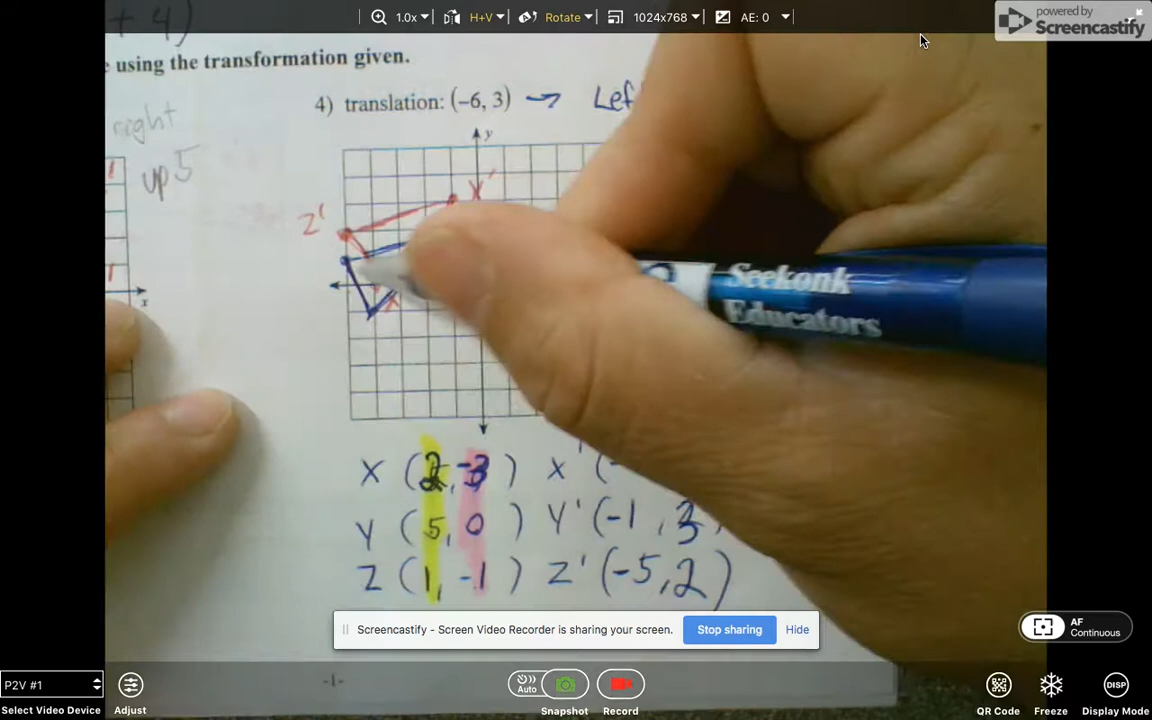 1.0x H+V Rotate 1024x768 AE: 0
powered by
Screencastify
+ 4)
using the transformation given.
right
up 5
4) translation: (-6, 3) → Lef
y
X'
Z'
x
Seekonk
Educators
X (2, -3) X' (-
Y (5, 0) Y' (-1, 3
Z (1, -1) Z' (-5, 2)
Screencastify - Screen Video Recorder is sharing your screen. Stop sharing Hide
AF
Continuous
P2V #1
Select Video Device
Adjust
-1-
Auto
Snapshot
Record
QR Code
Freeze
DISP
Display Mode